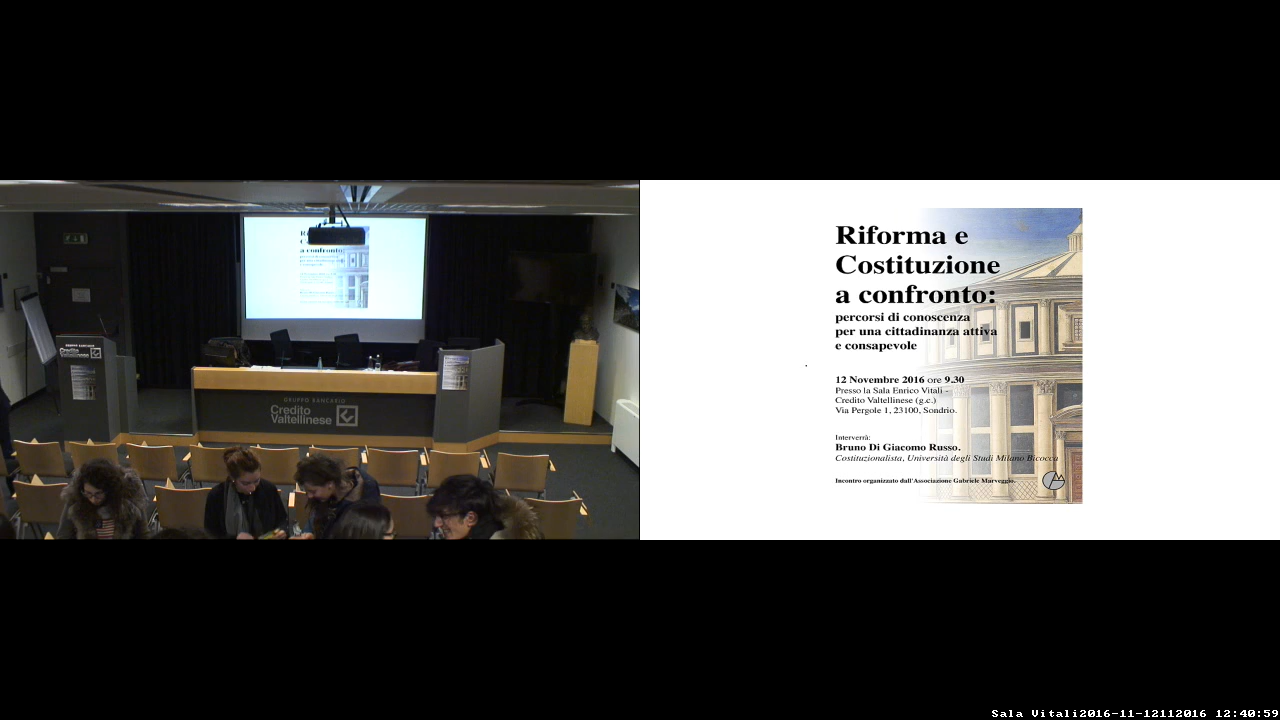 GRUPPO BANCARIO
Credito
Valtellinese
Credito
Valtellinese
Riforma e
Costituzione
a confronto:
percorsi di conoscenza
per una cittadinanza attiva
e consapevole
12 Novembre 2016 ore 9.30
Presso la Sala Enrico Vitali -
Credito Valtellinese (g.c.)
Via Pergole 1, 23100, Sondrio.
Interverrà:
Bruno Di Giacomo Russo.
Costituzionalista, Università degli Studi Milano Bicocca
Incontro organizzato dall'Associazione Gabriele Marveggio.
Sala Vitali2016-11-12112016 12:40:59